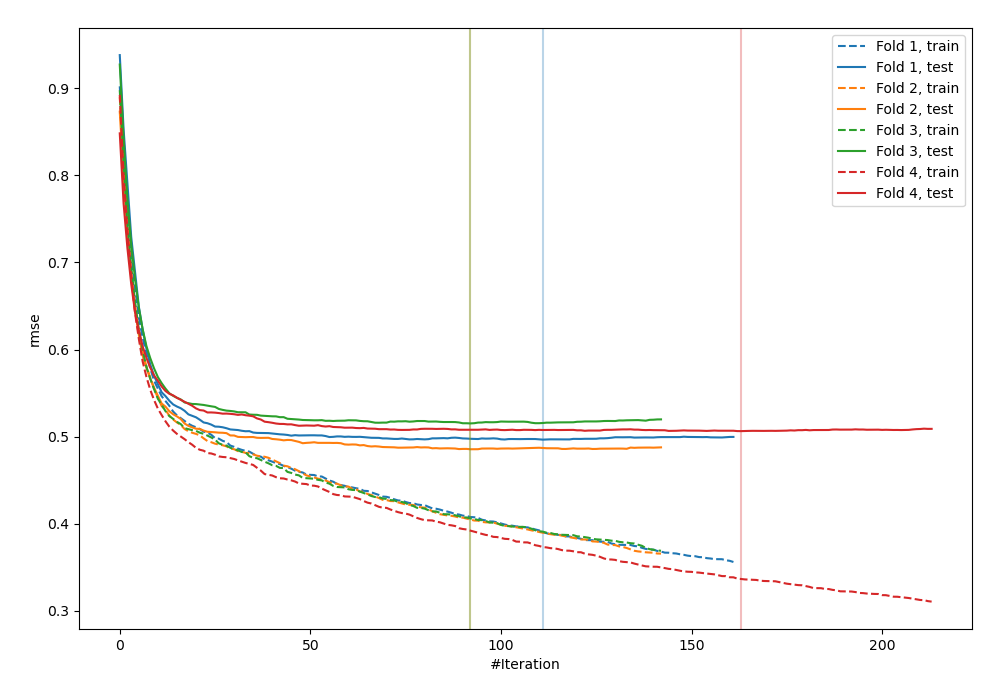 0.9
0.8
0.7
0.6
0.5
0.4
0.3
rmse
0
50
100
150
200
#Iteration
Fold 1, train
Fold 1, test
Fold 2, train
Fold 2, test
Fold 3, train
Fold 3, test
Fold 4, train
Fold 4, test